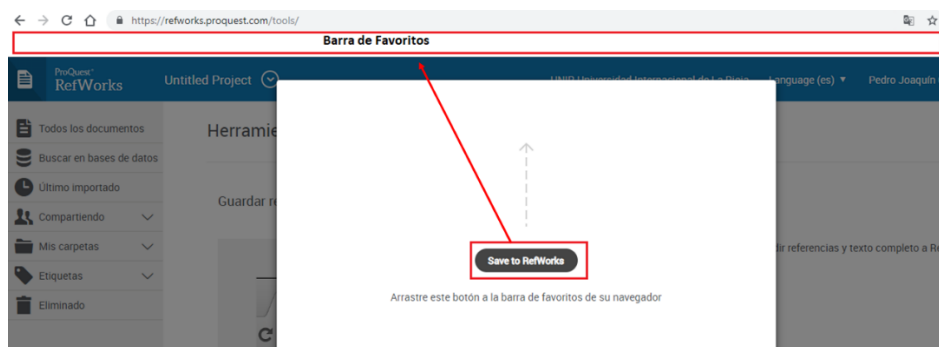 https://refworks.proquest.com/tools/
Barra de Favoritos
ProQuest
RefWorks
Untitled Project
UNIR Universidad Internacional de La Rioja
Language (es)
Pedro Joaquín
Todos los documentos
Buscar en bases de datos
Último importado
Compartiendo
Mis carpetas
Etiquetas
Eliminado
Herramie
Guardar re
Save to RefWorks
Arrastre este botón a la barra de favoritos de su navegador
dir referencias y texto completo a Re